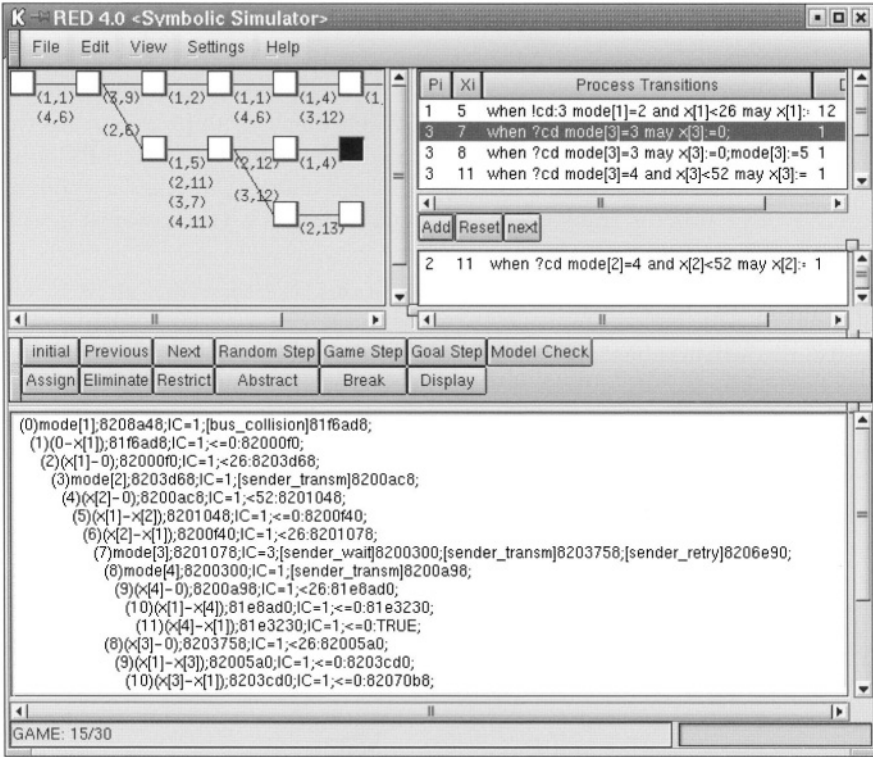 RED 4.0 <Symbolic Simulator>
File Edit View Settings Help
(1,1) (3,9) (1,2) (1,1) (1,4) (1,
(4,6) (4,6) (3,12)
(2,6)
(1,5) (2,12) (1,4)
(2,11)
(3,7) (3,12)
(4,11) (2,13)
Pi Xi Process Transitions D
1 5 when !cd:3 mode[1]=2 and x[1]<26 may x[1]:= 12
3 7 when ?cd mode[3]=3 may x[3]:=0; 1
3 8 when ?cd mode[3]=3 may x[3]:=0;mode[3]:=5 1
3 11 when ?cd mode[3]=4 and x[3]<52 may x[3]:= 1
Add Reset next
2 11 when ?cd mode[2]=4 and x[2]<52 may x[2]:= 1
initial Previous Next Random Step Game Step Goal Step Model Check
Assign Eliminate Restrict Abstract Break Display
(0)mode[1];8208a48;IC=1;[bus_collision]81f6ad8;
(1)(0-x[1]);81f6ad8;IC=1;<=0:82000f0;
(2)(x[1]-0);82000f0;IC=1;<26:8203d68;
(3)mode[2];8203d68;IC=1;[sender_transm]8200ac8;
(4)(x[2]-0);8200ac8;IC=1;<52:8201048;
(5)(x[1]-x[2]);8201048;IC=1;<=0:8200f40;
(6)(x[2]-x[1]);8200f40;IC=1;<26:8201078;
(7)mode[3];8201078;IC=3;[sender_wait]8200300;[sender_transm]8203758;[sender_retry]8206e90;
(8)mode[4];8200300;IC=1;[sender_transm]8200a98;
(9)(x[4]-0);8200a98;IC=1;<26:81e8ad0;
(10)(x[1]-x[4]);81e8ad0;IC=1;<=0:81e3230;
(11)(x[4]-x[1]);81e3230;IC=1;<=0:TRUE;
(8)(x[3]-0);8203758;IC=1;<26:82005a0;
(9)(x[1]-x[3]);82005a0;IC=1;<=0:8203cd0;
(10)(x[3]-x[1]);8203cd0;IC=1;<=0:82070b8;
GAME: 15/30